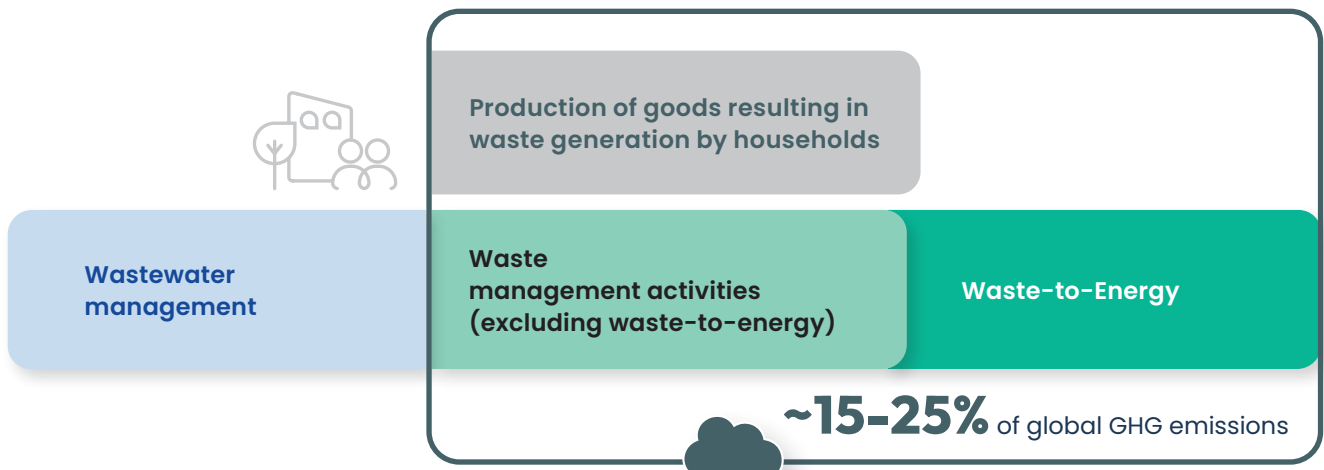 Production of goods resulting in
waste generation by households
Wastewater
management
Waste
management activities
(excluding waste-to-energy)
Waste-to-Energy
~15-25% of global GHG emissions